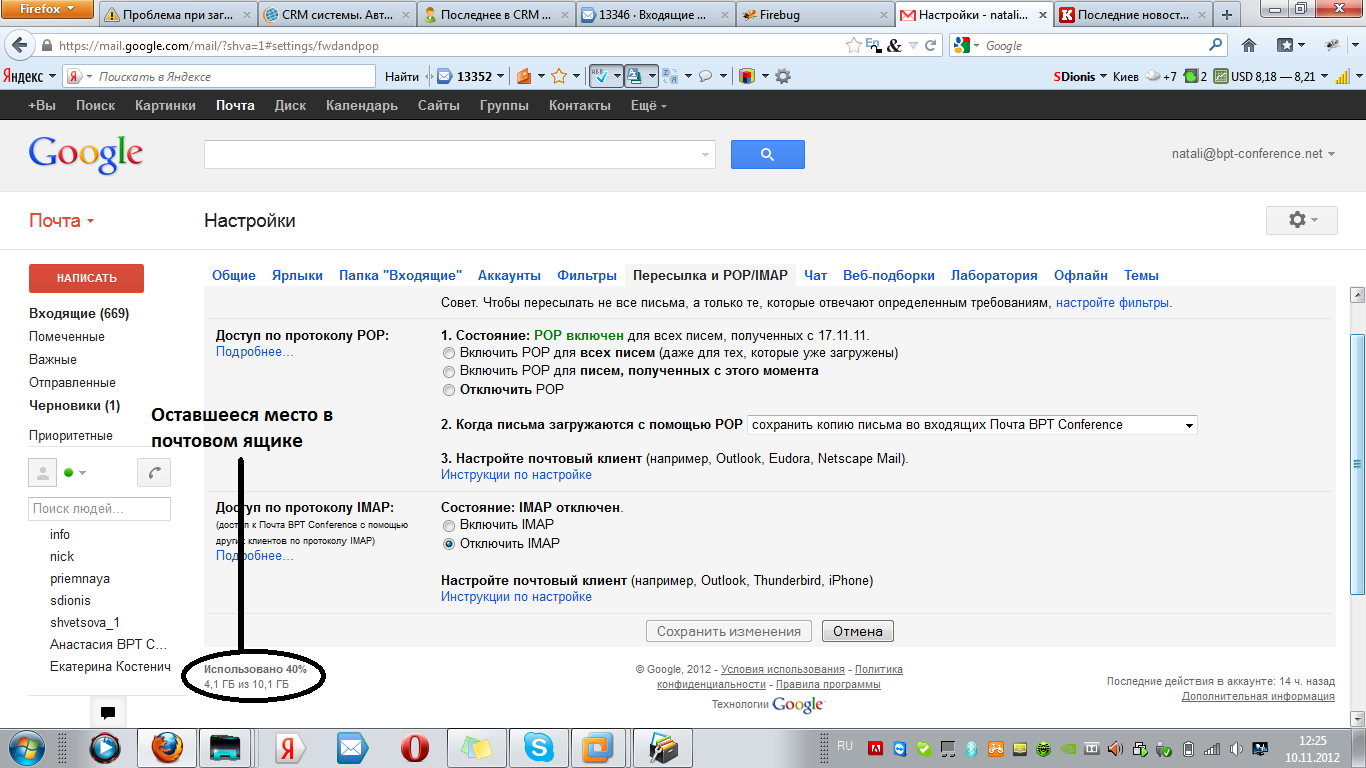 Firefox
Проблема при заг...
CRM системы. Авт...
Последнее в CRM ...
13346 · Входящие ...
Firebug
Настройки - natali...
Последние новост...
https://mail.google.com/mail/?shva=1#settings/fwdandpop
Google
Яндекс
Поискать в Яндексе
Найти
13352
SDionis
Киев
+7
2
USD 8,18 — 8,21
+Вы Поиск Картинки Почта Диск Календарь Сайты Группы Контакты Ещё
Google
natali@bpt-conference.net
Почта
Настройки
НАПИСАТЬ
Входящие (669)
Помеченные
Важные
Отправленные
Черновики (1)
Приоритетные
Поиск людей...
info
nick
priemnaya
sdionis
shvetsova_1
Анастасия BPT C...
Екатерина Костенич
Общие Ярлыки Папка "Входящие" Аккаунты Фильтры Пересылка и POP/IMAP Чат Веб-подборки Лаборатория Офлайн Темы
Совет. Чтобы пересылать не все письма, а только те, которые отвечают определенным требованиям, настройте фильтры.
Доступ по протоколу POP:
Подробнее...
1. Состояние: POP включен для всех писем, полученных с 17.11.11.
Включить POP для всех писем (даже для тех, которые уже загружены)
Включить POP для писем, полученных с этого момента
Отключить POP
2. Когда письма загружаются с помощью POP сохранить копию письма во входящих Почта BPT Conference
3. Настройте почтовый клиент (например, Outlook, Eudora, Netscape Mail).
Инструкции по настройке
Оставшееся место в
почтовом ящике
Доступ по протоколу IMAP:
(доступ к Почта BPT Conference с помощью
других клиентов по протоколу IMAP)
Подробнее...
Состояние: IMAP отключен.
Включить IMAP
Отключить IMAP
Настройте почтовый клиент (например, Outlook, Thunderbird, iPhone)
Инструкции по настройке
Сохранить изменения
Отмена
Использовано 40%
4,1 ГБ из 10,1 ГБ
© Google, 2012 - Условия использования - Политика
конфиденциальности - Правила программы
Технологии Google
Последние действия в аккаунте: 14 ч. назад
Дополнительная информация
RU
12:25
10.11.2012